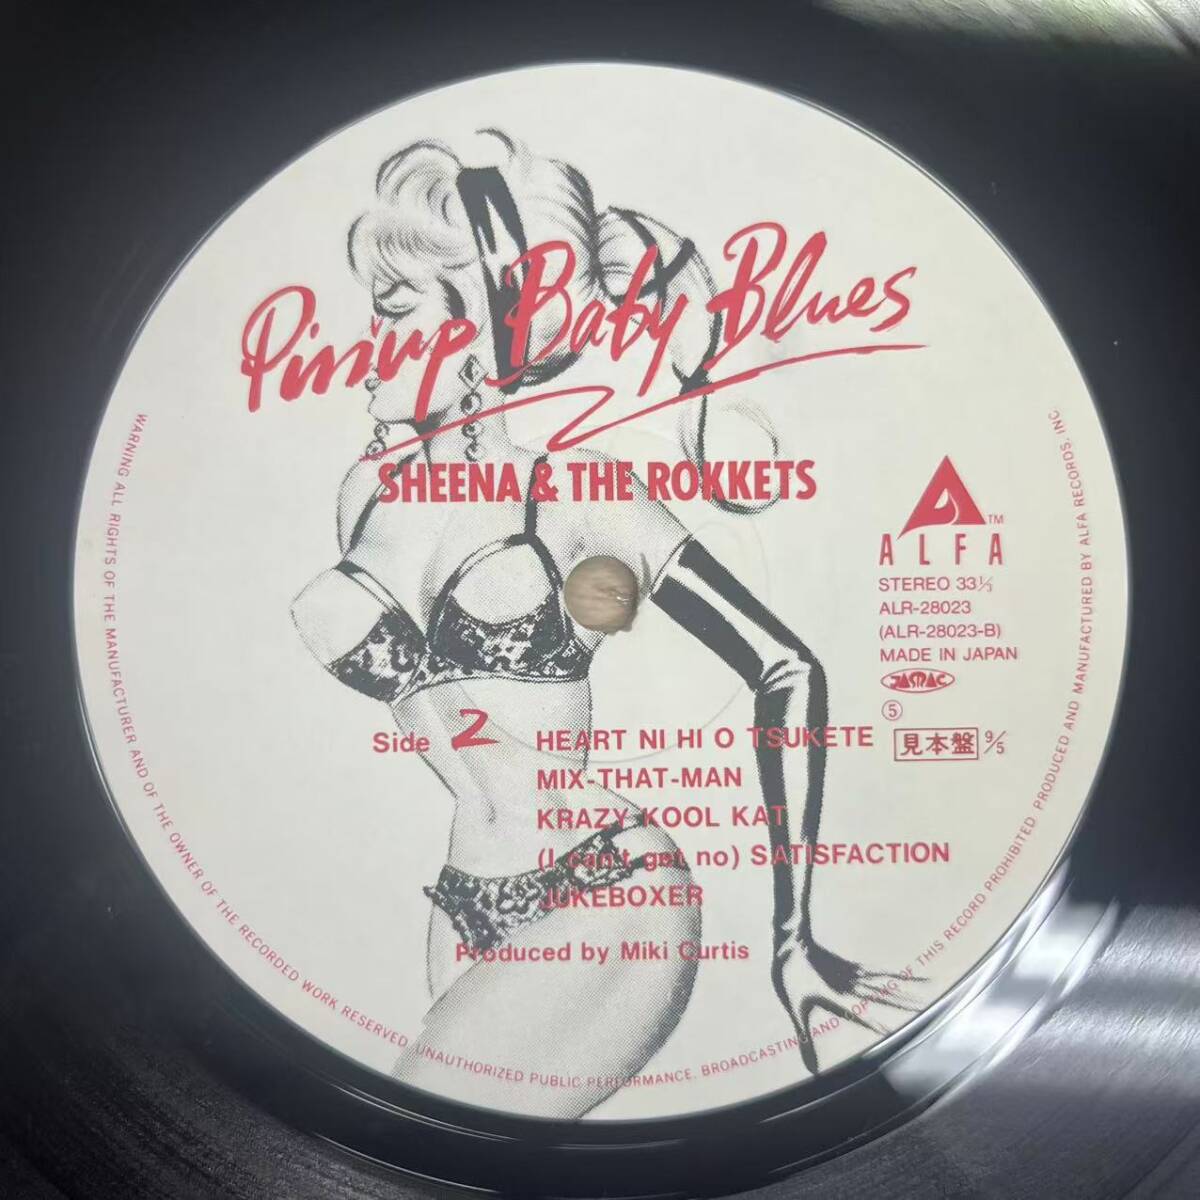 Pinup Baby Blues
SHEENA & THE ROKKETS
ALFA™
STEREO 33⅓
ALR-28023
(ALR-28023-B)
MADE IN JAPAN
JASRAC
⑤
見本盤 9/5
Side 2
HEART NI HI O TSUKETE
MIX-THAT-MAN
KRAZY KOOL KAT
(I can't get no) SATISFACTION
JUKEBOXER
Produced by Miki Curtis
WARNING ALL RIGHTS OF THE MANUFACTURER AND OF THE OWNER OF THE RECORDED WORK RESERVED. UNAUTHORIZED PUBLIC PERFORMANCE, BROADCASTING AND COPYING OF THIS RECORD PROHIBITED. PRODUCED AND MANUFACTURED BY ALFA RECORDS, INC